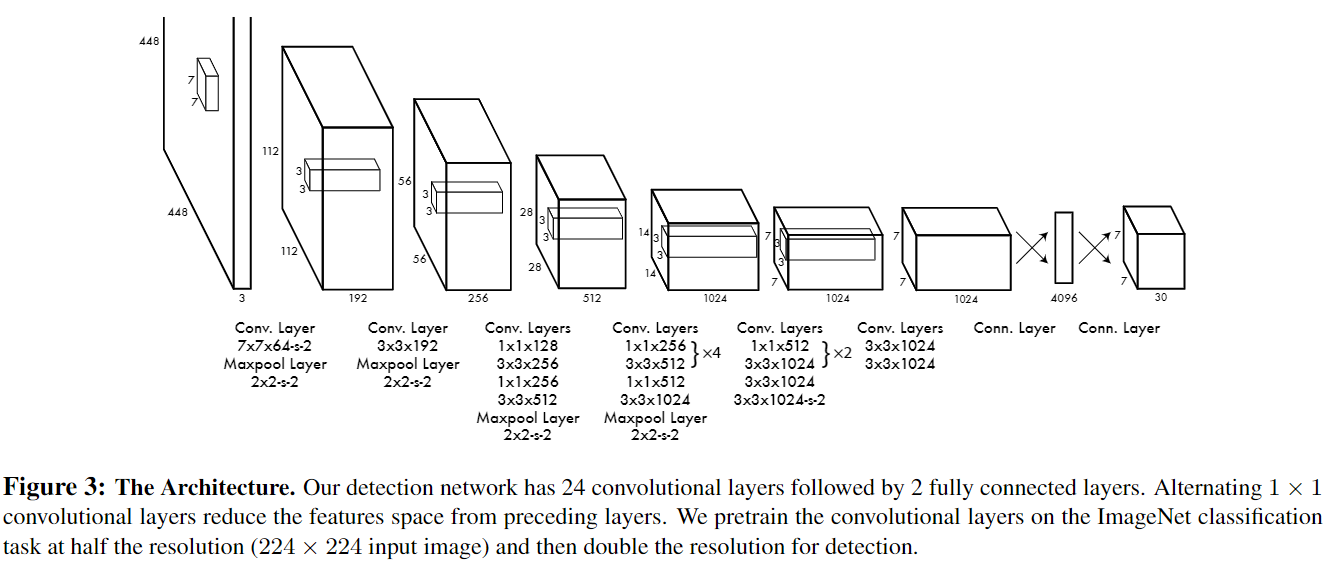 448
7
7
448
3
112
3
3
112
192
56
3
3
56
256
28
3
3
28
512
14
3
3
14
1024
7
3
3
7
1024
7
7
1024
4096
7
7
30
Conv. Layer
7x7x64-s-2
Maxpool Layer
2x2-s-2
Conv. Layer
3x3x192
Maxpool Layer
2x2-s-2
Conv. Layers
1x1x128
3x3x256
1x1x256
3x3x512
Maxpool Layer
2x2-s-2
Conv. Layers
1x1x256
3x3x512
}×4
1x1x512
3x3x1024
Maxpool Layer
2x2-s-2
Conv. Layers
1x1x512
3x3x1024
}×2
3x3x1024
3x3x1024-s-2
Conv. Layers
3x3x1024
3x3x1024
Conn. Layer
Conn. Layer
Figure 3: The Architecture. Our detection network has 24 convolutional layers followed by 2 fully connected layers. Alternating 1 × 1
convolutional layers reduce the features space from preceding layers. We pretrain the convolutional layers on the ImageNet classification
task at half the resolution (224 × 224 input image) and then double the resolution for detection.